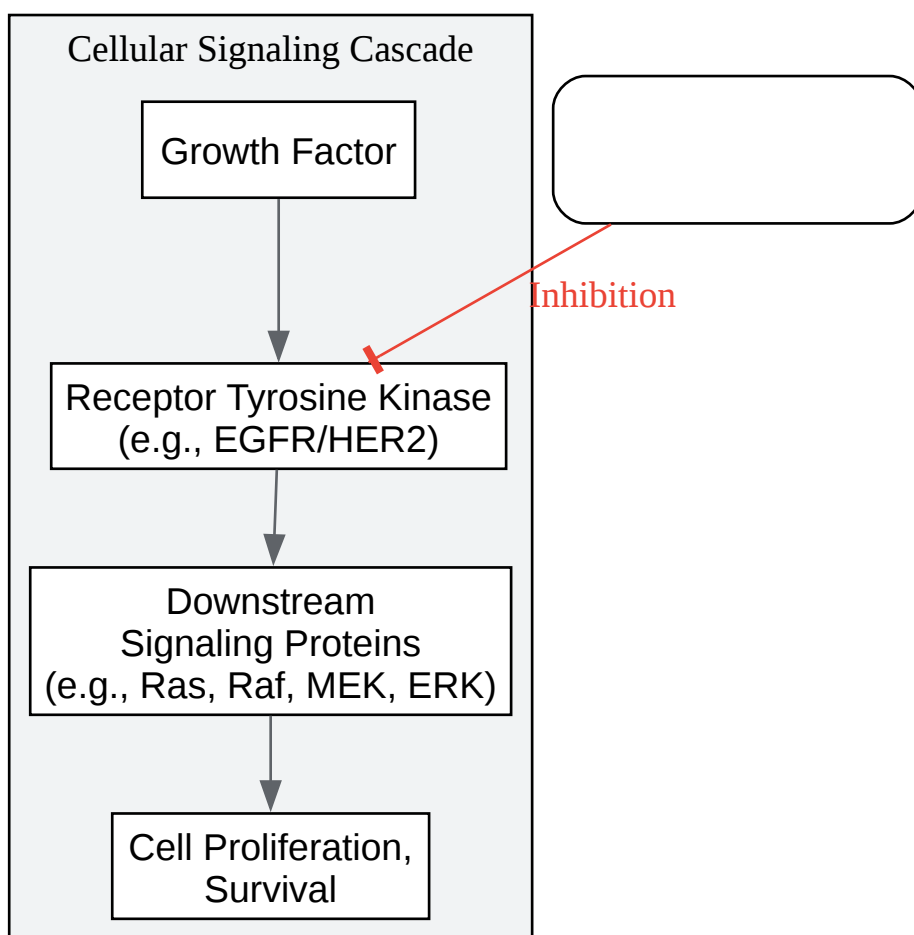 Cellular Signaling Cascade
Growth Factor
Inhibition
Receptor Tyrosine Kinase
(e.g., EGFR/HER2)
Downstream
Signaling Proteins
(e.g., Ras, Raf, MEK, ERK)
Cell Proliferation,
Survival